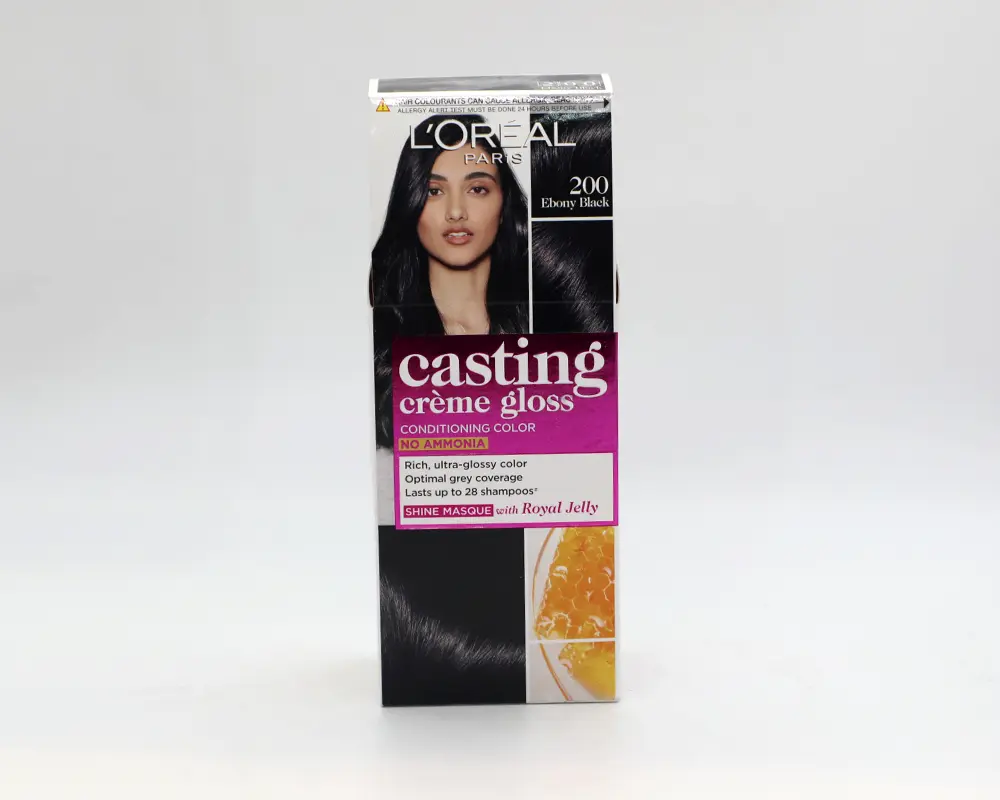 HAIR COLOURANTS CAN CAUSE ALLERGIC REACTIONS
ALLERGY ALERT TEST MUST BE DONE 24 HOURS BEFORE USE
L'ORÉAL
PARIS
200
Ebony Black
casting
crème gloss
CONDITIONING COLOR
NO AMMONIA
Rich, ultra-glossy color
Optimal grey coverage
Lasts up to 28 shampoos
SHINE MASQUE with Royal Jelly